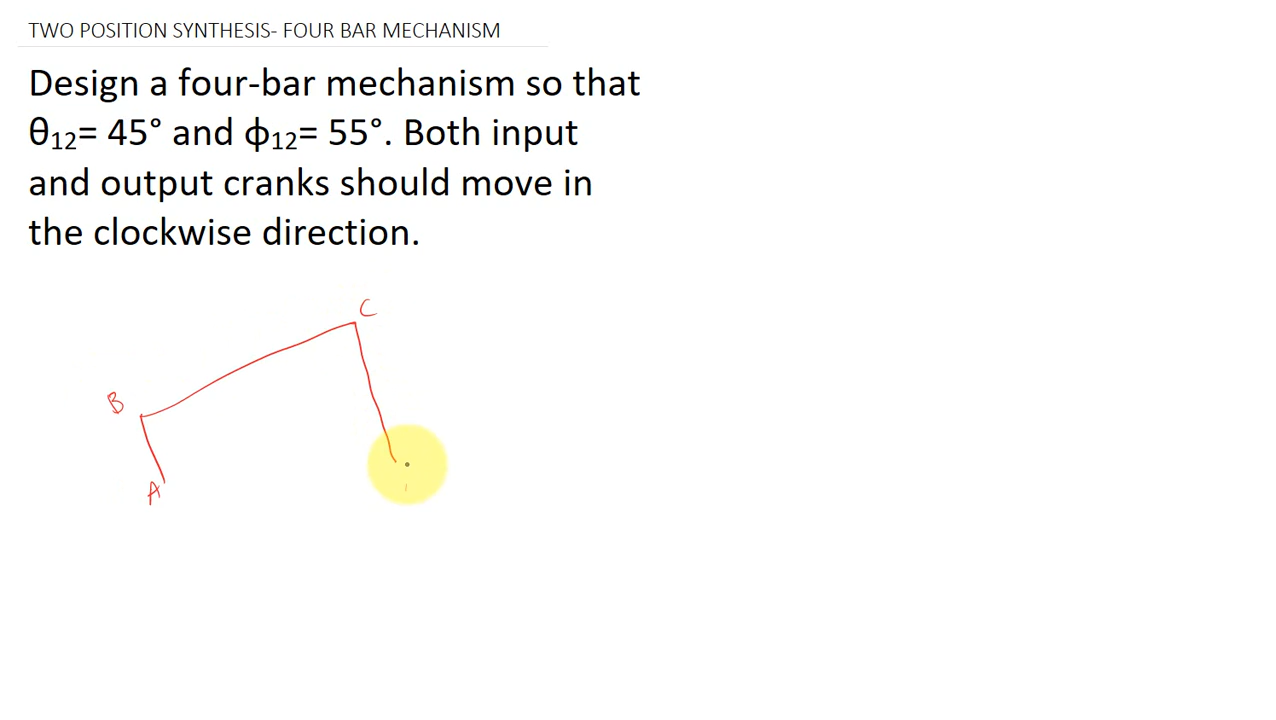 TWO POSITION SYNTHESIS- FOUR BAR MECHANISM
Design a four-bar mechanism so that
θ₁₂= 45° and ϕ₁₂= 55°. Both input
and output cranks should move in
the clockwise direction.
C
B
A